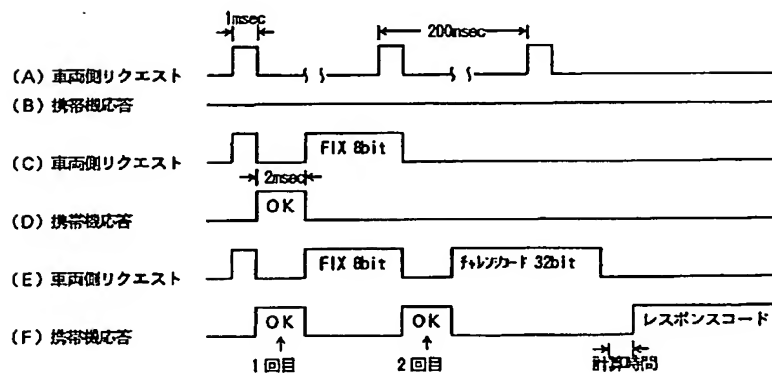 1msec
200msec
(A) 車両側リクエスト
(B) 携帯機応答
(C) 車両側リクエスト
FIX 8bit
2msec
(D) 携帯機応答
OK
(E) 車両側リクエスト
FIX 8bit
チャレンジコード 32bit
(F) 携帯機応答
OK
OK
レスポンスコード
1回目
2回目
計算時間